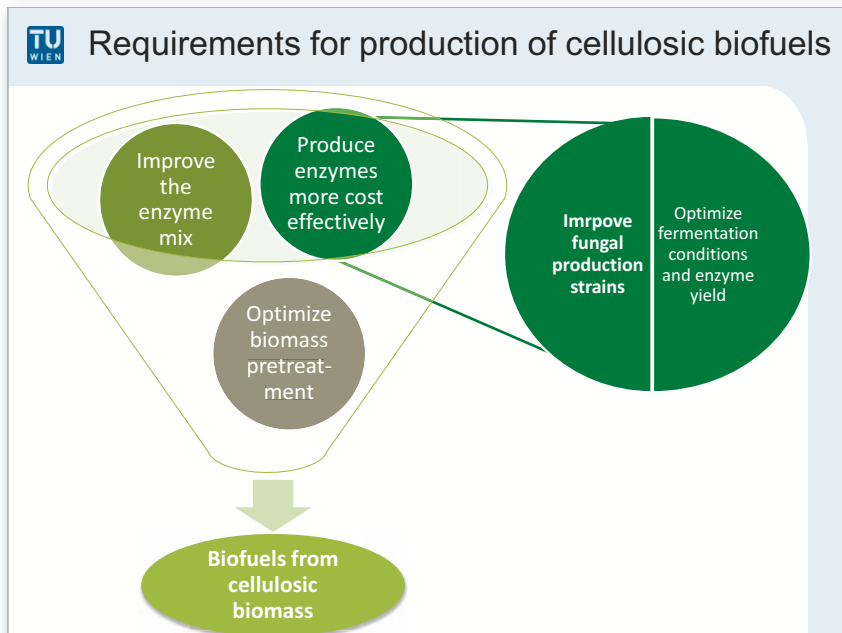 TU
WIEN
Requirements for production of cellulosic biofuels
Improve
the
enzyme
mix
Produce
enzymes
more cost
effectively
Optimize
biomass
pretreat-
ment
Imrpove
fungal
production
strains
Optimize
fermentation
conditions
and enzyme
yield
Biofuels from
cellulosic
biomass